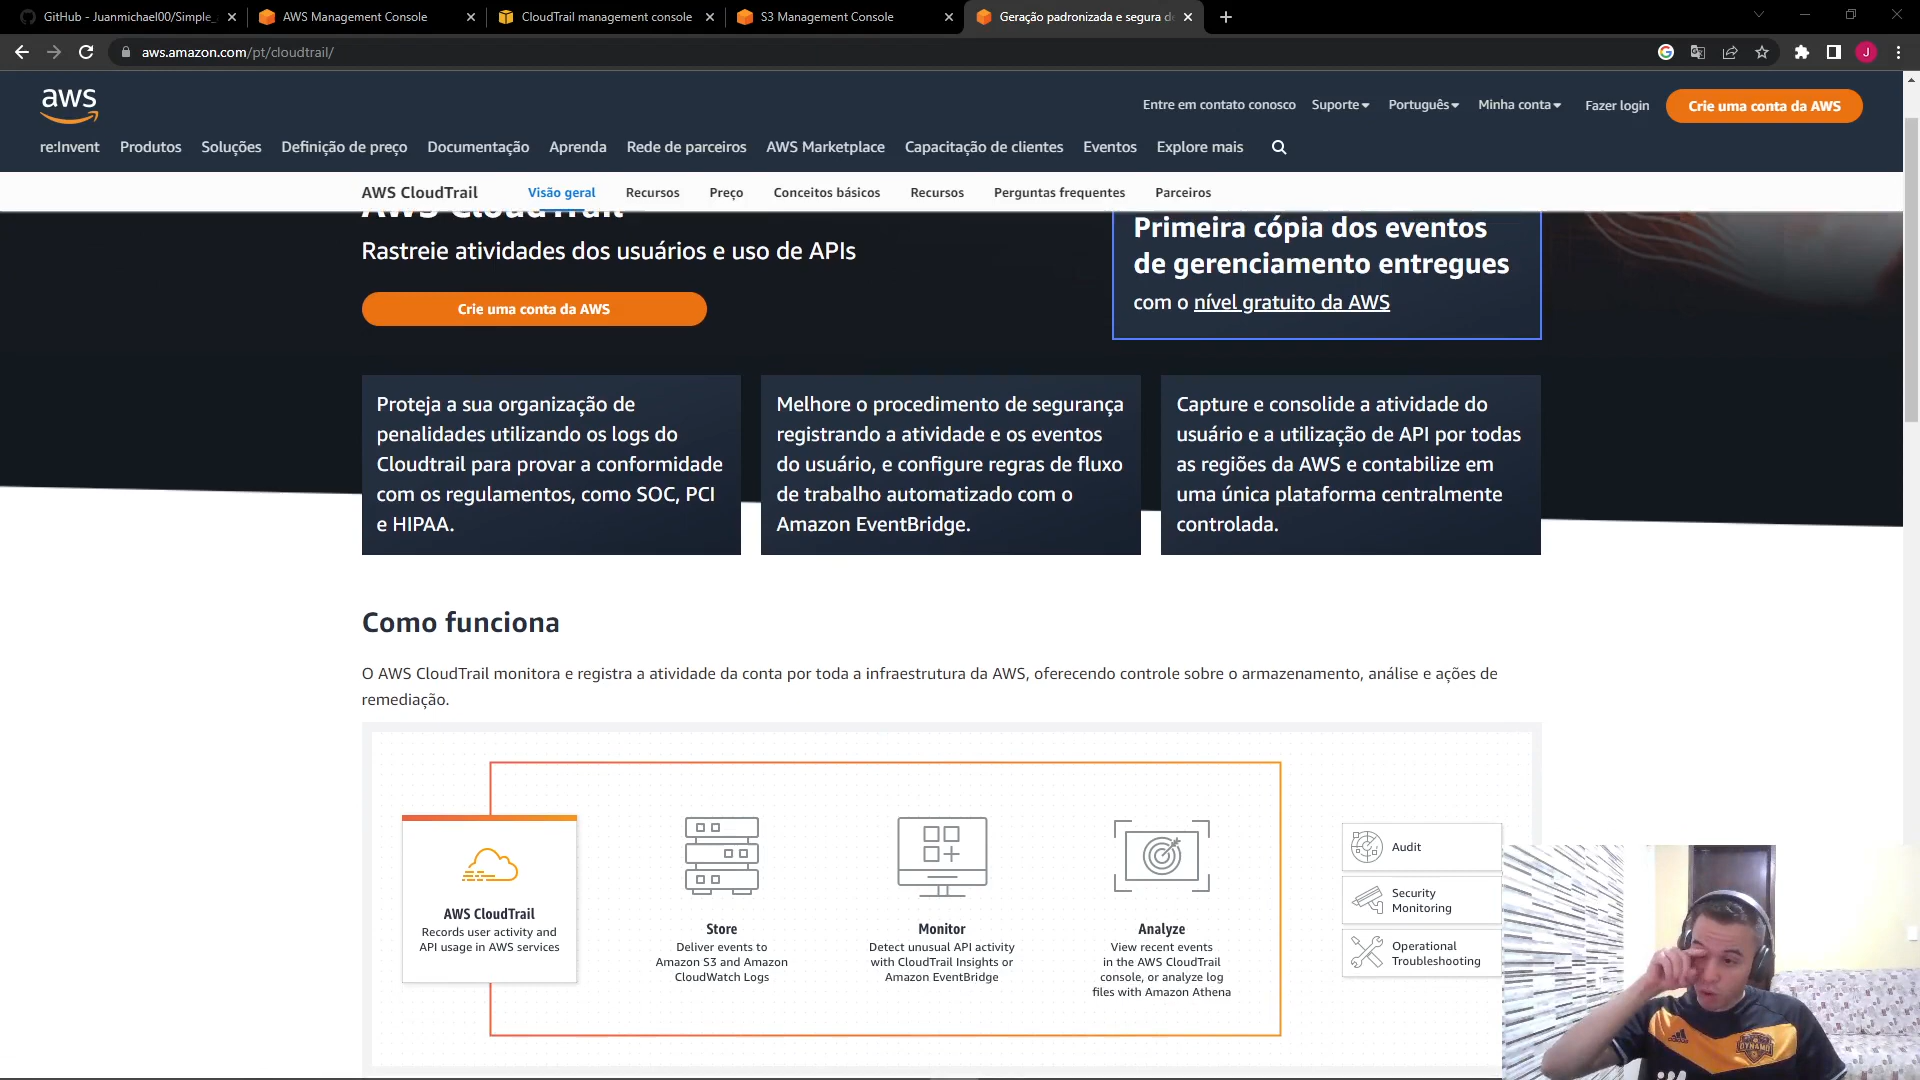 GitHub - Juanmichael00/Simple_
AWS Management Console
CloudTrail management console
S3 Management Console
Geração padronizada e segura de
aws.amazon.com/pt/cloudtrail/
J
aws
Entre em contato conosco
Suporte
Português
Minha conta
Fazer login
Crie uma conta da AWS
re:Invent
Produtos
Soluções
Definição de preço
Documentação
Aprenda
Rede de parceiros
AWS Marketplace
Capacitação de clientes
Eventos
Explore mais
AWS CloudTrail
Visão geral
Recursos
Preço
Conceitos básicos
Recursos
Perguntas frequentes
Parceiros
AWS CloudTrail
Rastreie atividades dos usuários e uso de APIs
Crie uma conta da AWS
Primeira cópia dos eventos
de gerenciamento entregues
com o nível gratuito da AWS
Proteja a sua organização de
penalidades utilizando os logs do
Cloudtrail para provar a conformidade
com os regulamentos, como SOC, PCI
e HIPAA.
Melhore o procedimento de segurança
registrando a atividade e os eventos
do usuário, e configure regras de fluxo
de trabalho automatizado com o
Amazon EventBridge.
Capture e consolide a atividade do
usuário e a utilização de API por todas
as regiões da AWS e contabilize em
uma única plataforma centralmente
controlada.
Como funciona
O AWS CloudTrail monitora e registra a atividade da conta por toda a infraestrutura da AWS, oferecendo controle sobre o armazenamento, análise e ações de
remediação.
AWS CloudTrail
Records user activity and
API usage in AWS services
Store
Deliver events to
Amazon S3 and Amazon
CloudWatch Logs
Monitor
Detect unusual API activity
with CloudTrail Insights or
Amazon EventBridge
Analyze
View recent events
in the AWS CloudTrail
console, or analyze log
files with Amazon Athena
Audit
Security
Monitoring
Operational
Troubleshooting
adidas
DYNAMO